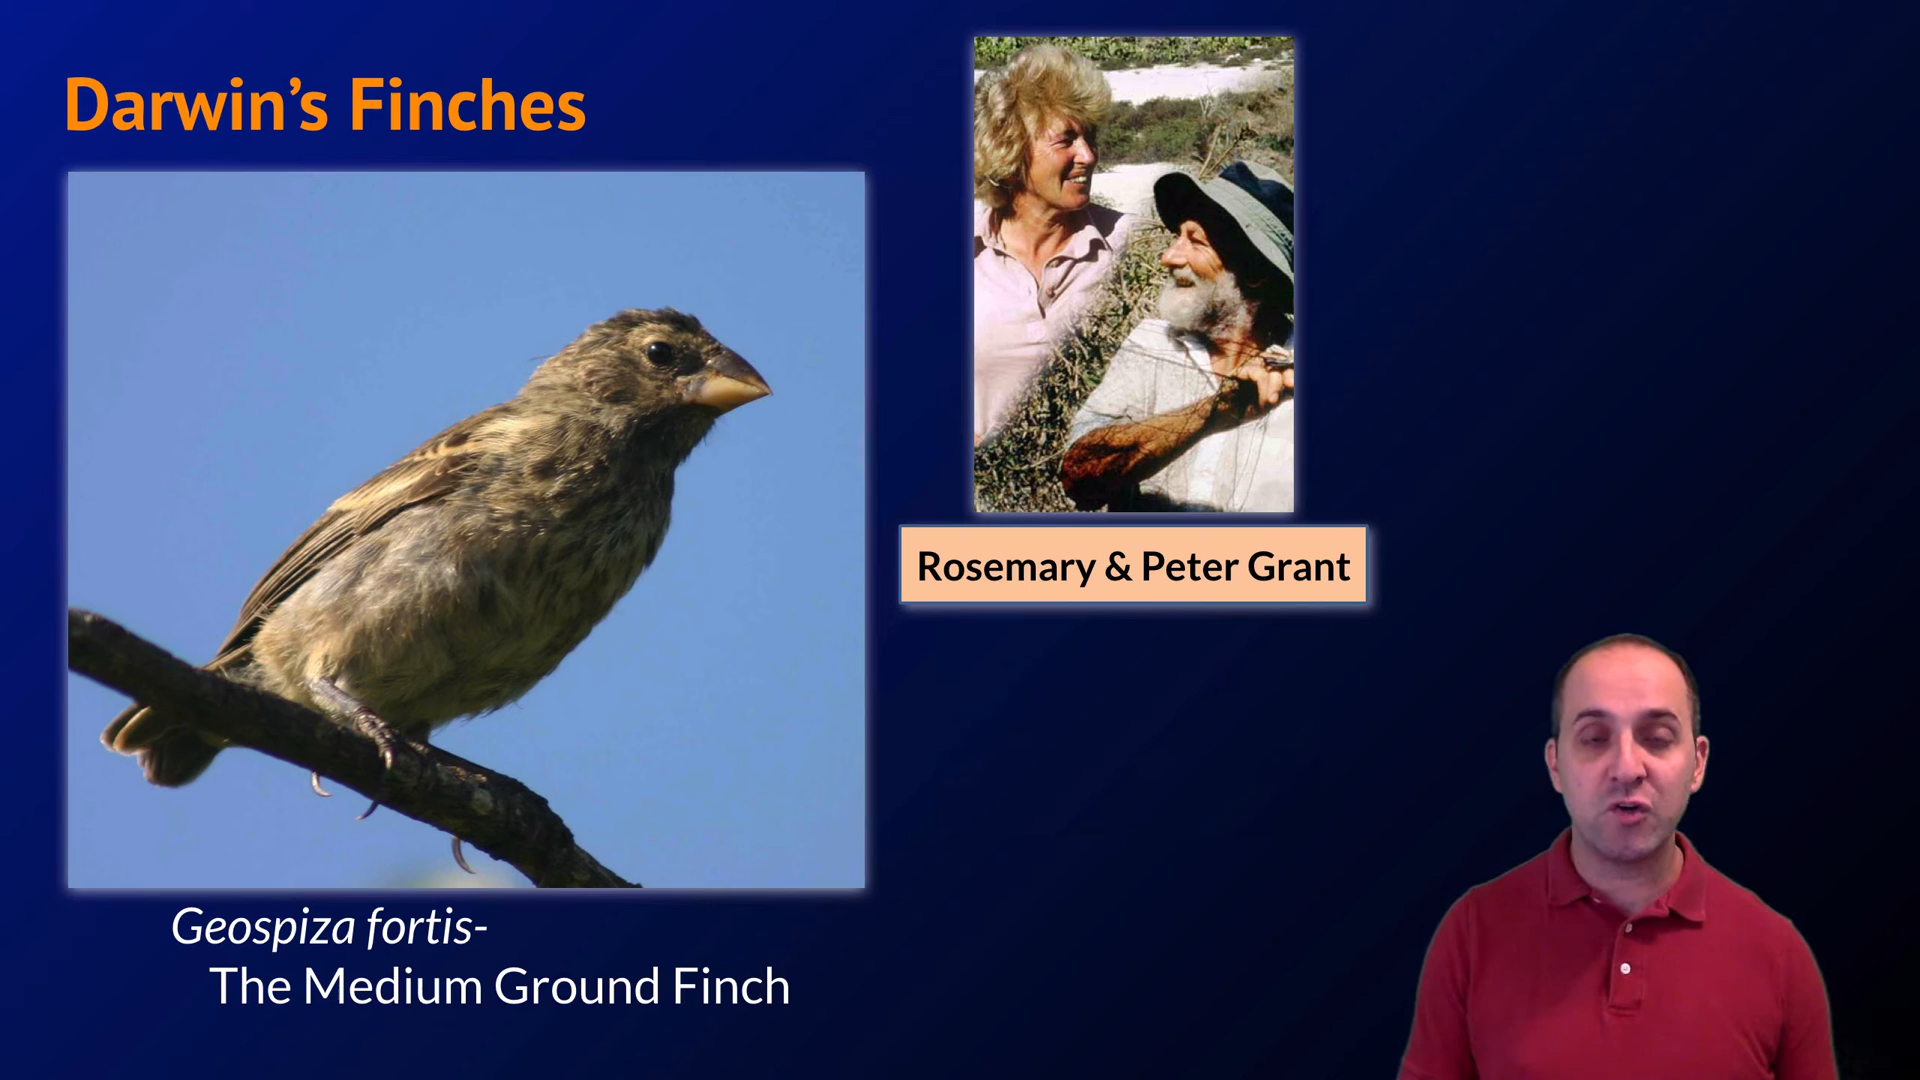 Darwin’s Finches
Rosemary & Peter Grant
Geospiza fortis-
The Medium Ground Finch